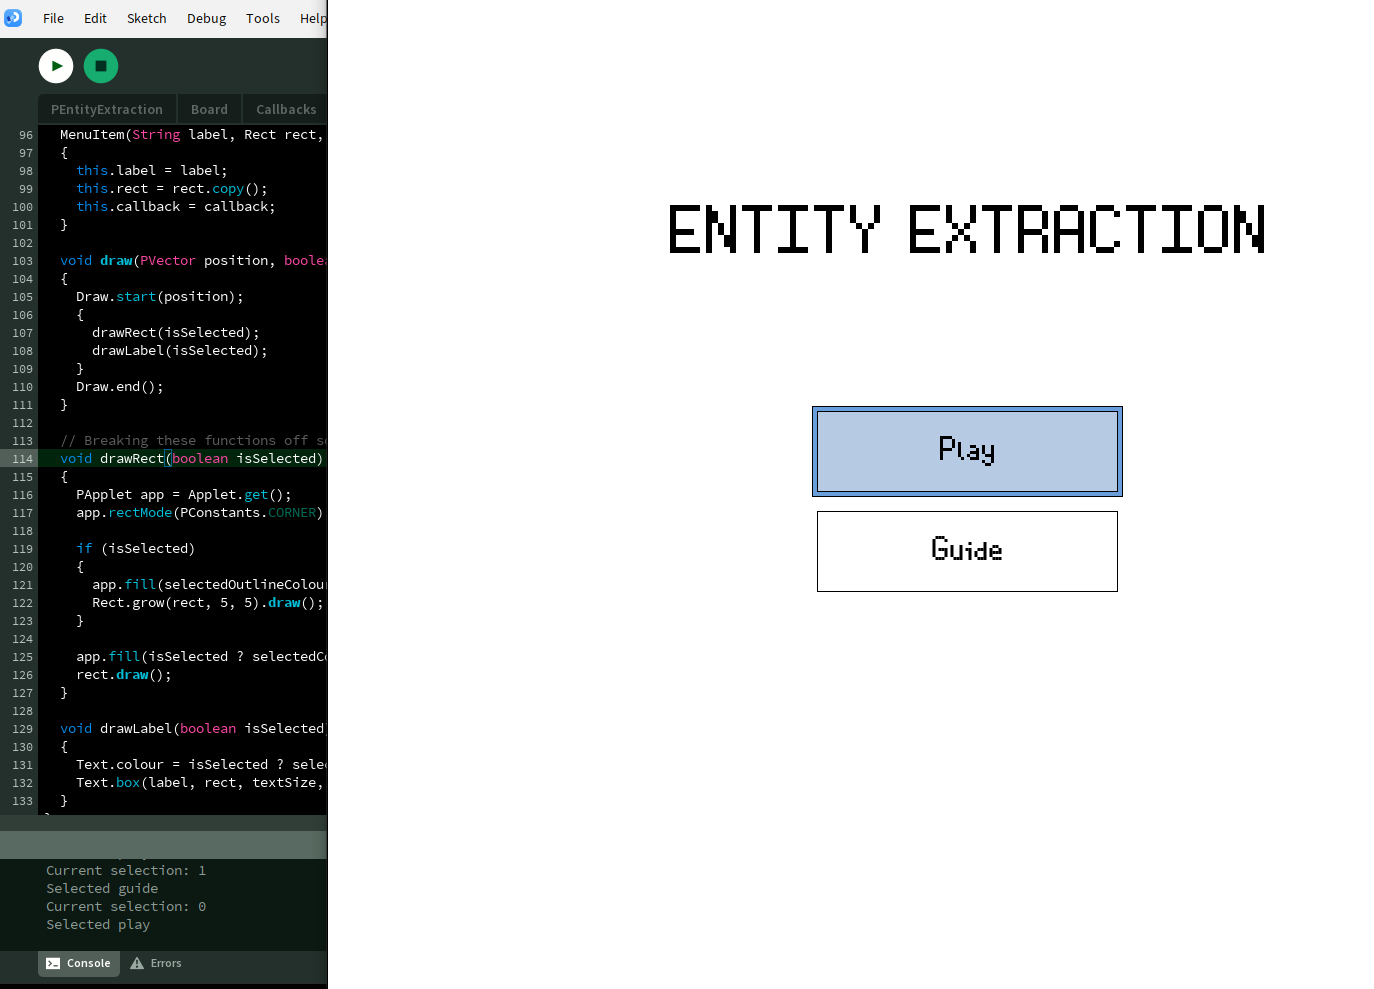 File Edit Sketch Debug Tools Help
PEntityExtraction Board Callbacks
96 MenuItem(String label, Rect rect,
97 {
98 this.label = label;
99 this.rect = rect.copy();
100 this.callback = callback;
101 }
102
103 void draw(PVector position, boolea
104 {
105 Draw.start(position);
106 {
107 drawRect(isSelected);
108 drawLabel(isSelected);
109 }
110 Draw.end();
111 }
112
113 // Breaking these functions off s
114 void drawRect(boolean isSelected)
115 {
116 PApplet app = Applet.get();
117 app.rectMode(PConstants.CORNER)
118
119 if (isSelected)
120 {
121 app.fill(selectedOutlineColou
122 Rect.grow(rect, 5, 5).draw();
123 }
124
125 app.fill(isSelected ? selectedCo
126 rect.draw();
127 }
128
129 void drawLabel(boolean isSelected
130 {
131 Text.colour = isSelected ? sele
132 Text.box(label, rect, textSize,
133 }
Current selection: 1
Selected guide
Current selection: 0
Selected play
Console Errors
ENTITY EXTRACTION
Play
Guide